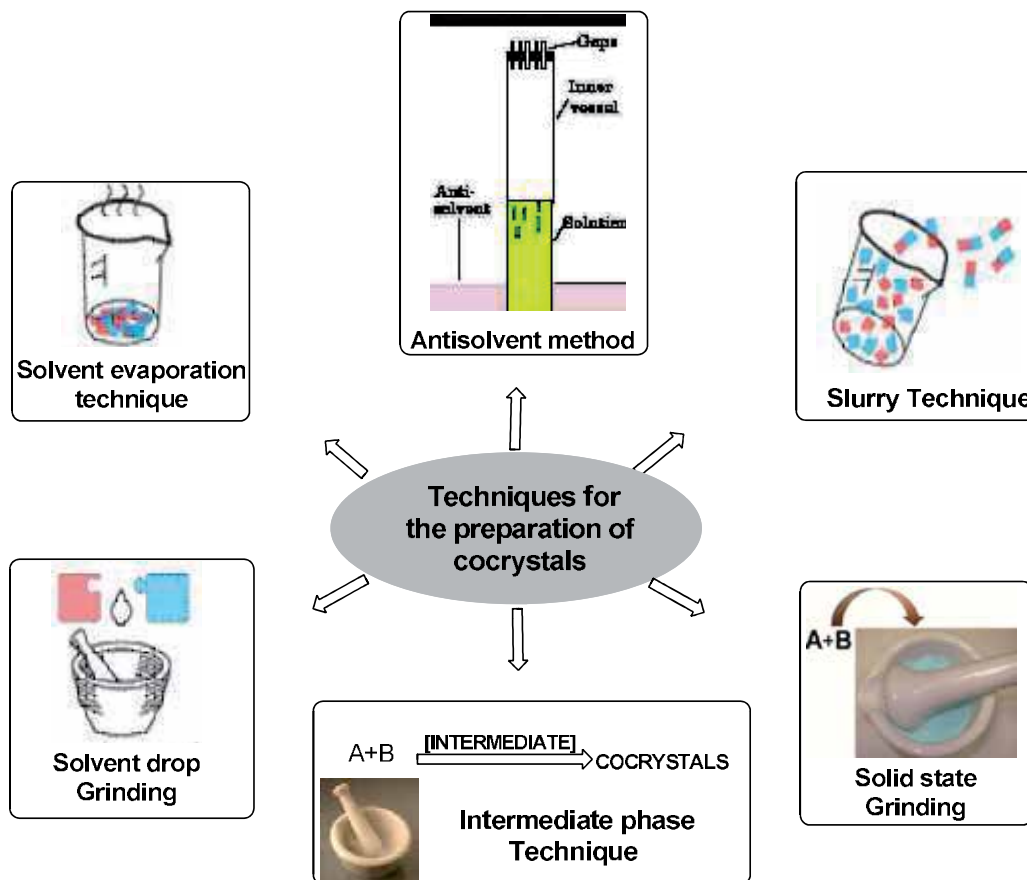 Gaps
Inner
vessul
Anti-
solvent
Solution
Antisolvent method
Solvent evaporation
technique
Slurry Technique
Techniques for
the preparation of
cocrystals
Solvent drop
Grinding
A+B
[INTERMEDIATE]
COCRYSTALS
Intermediate phase
Technique
A+B
Solid state
Grinding